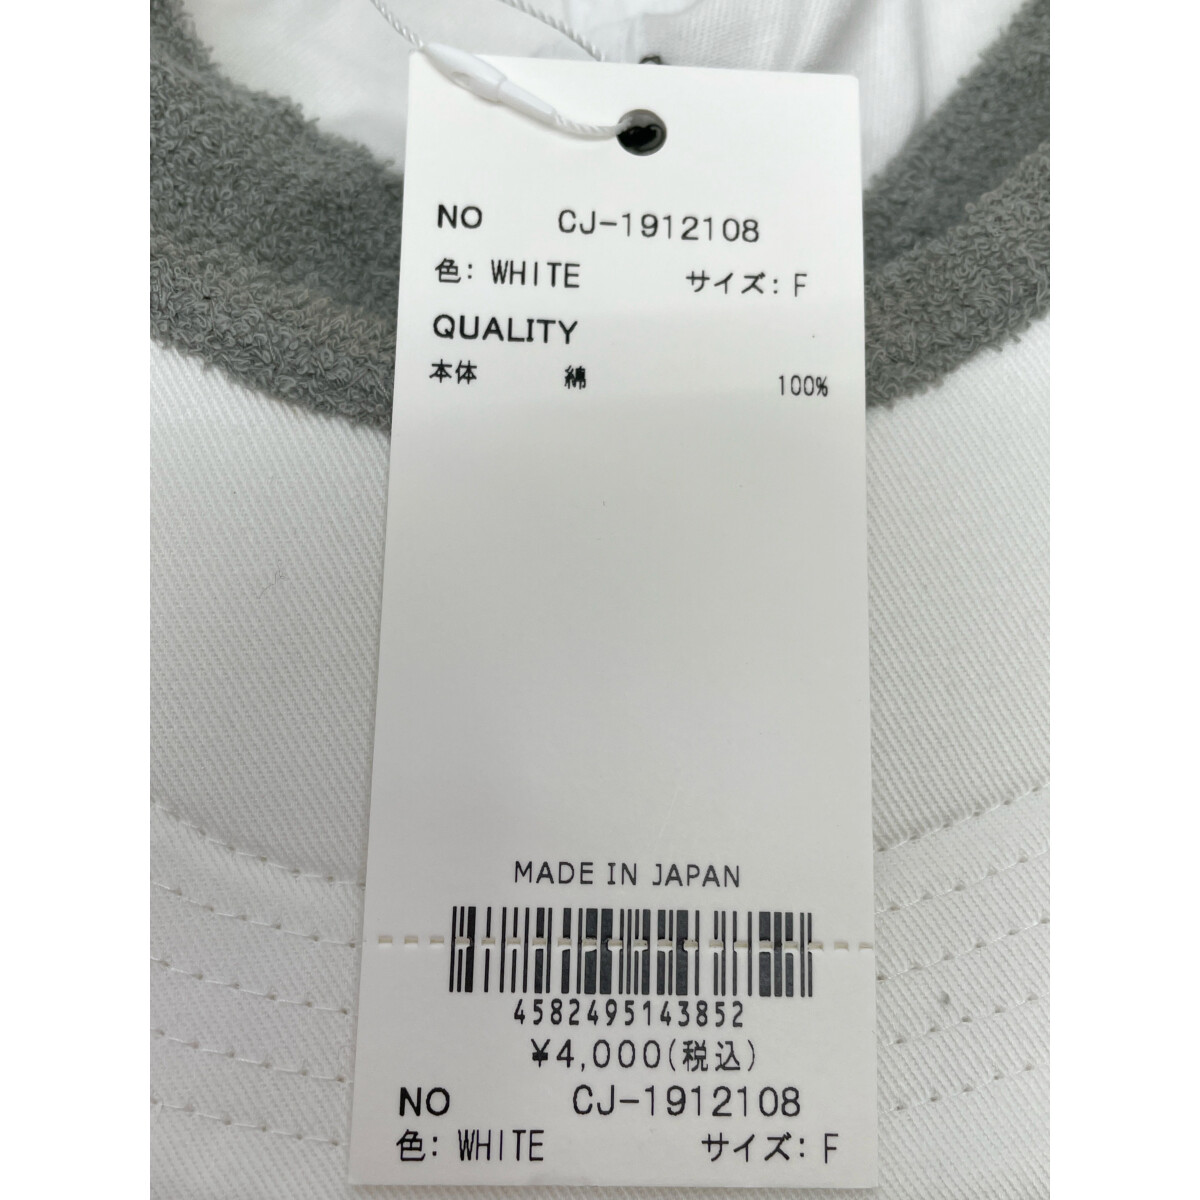 NO CJ-1912108
色: WHITE サイズ: F
QUALITY
本体 綿 100%
MADE IN JAPAN
4582495143852
¥4,000(税込)
NO CJ-1912108
色: WHITE サイズ: F